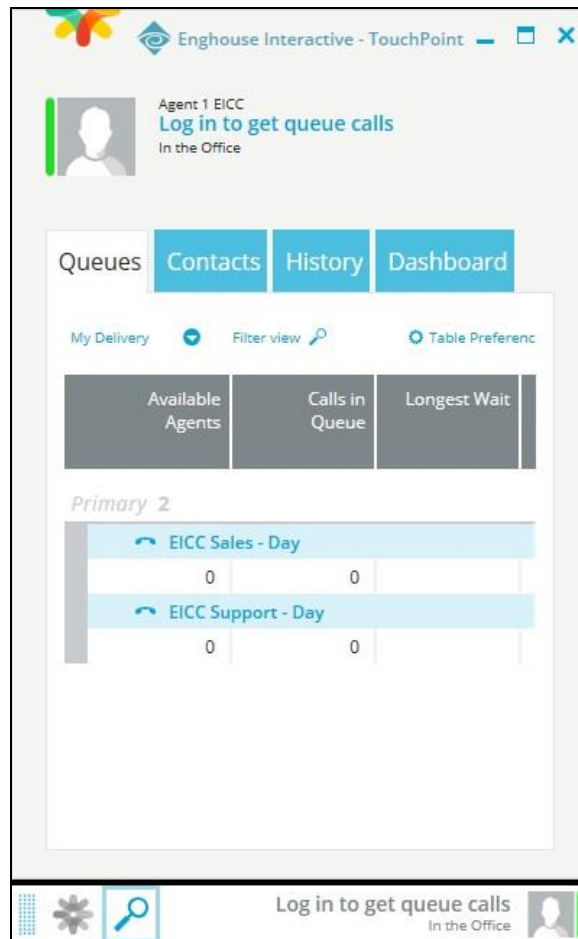 Enghouse Interactive - TouchPoint
Agent 1 EICC
Log in to get queue calls
In the Office
Queues Contacts History Dashboard
My Delivery Filter view Table Preferenc
Available Agents Calls in Queue Longest Wait
Primary 2
EICC Sales - Day
0 0
EICC Support - Day
0 0
Log in to get queue calls
In the Office